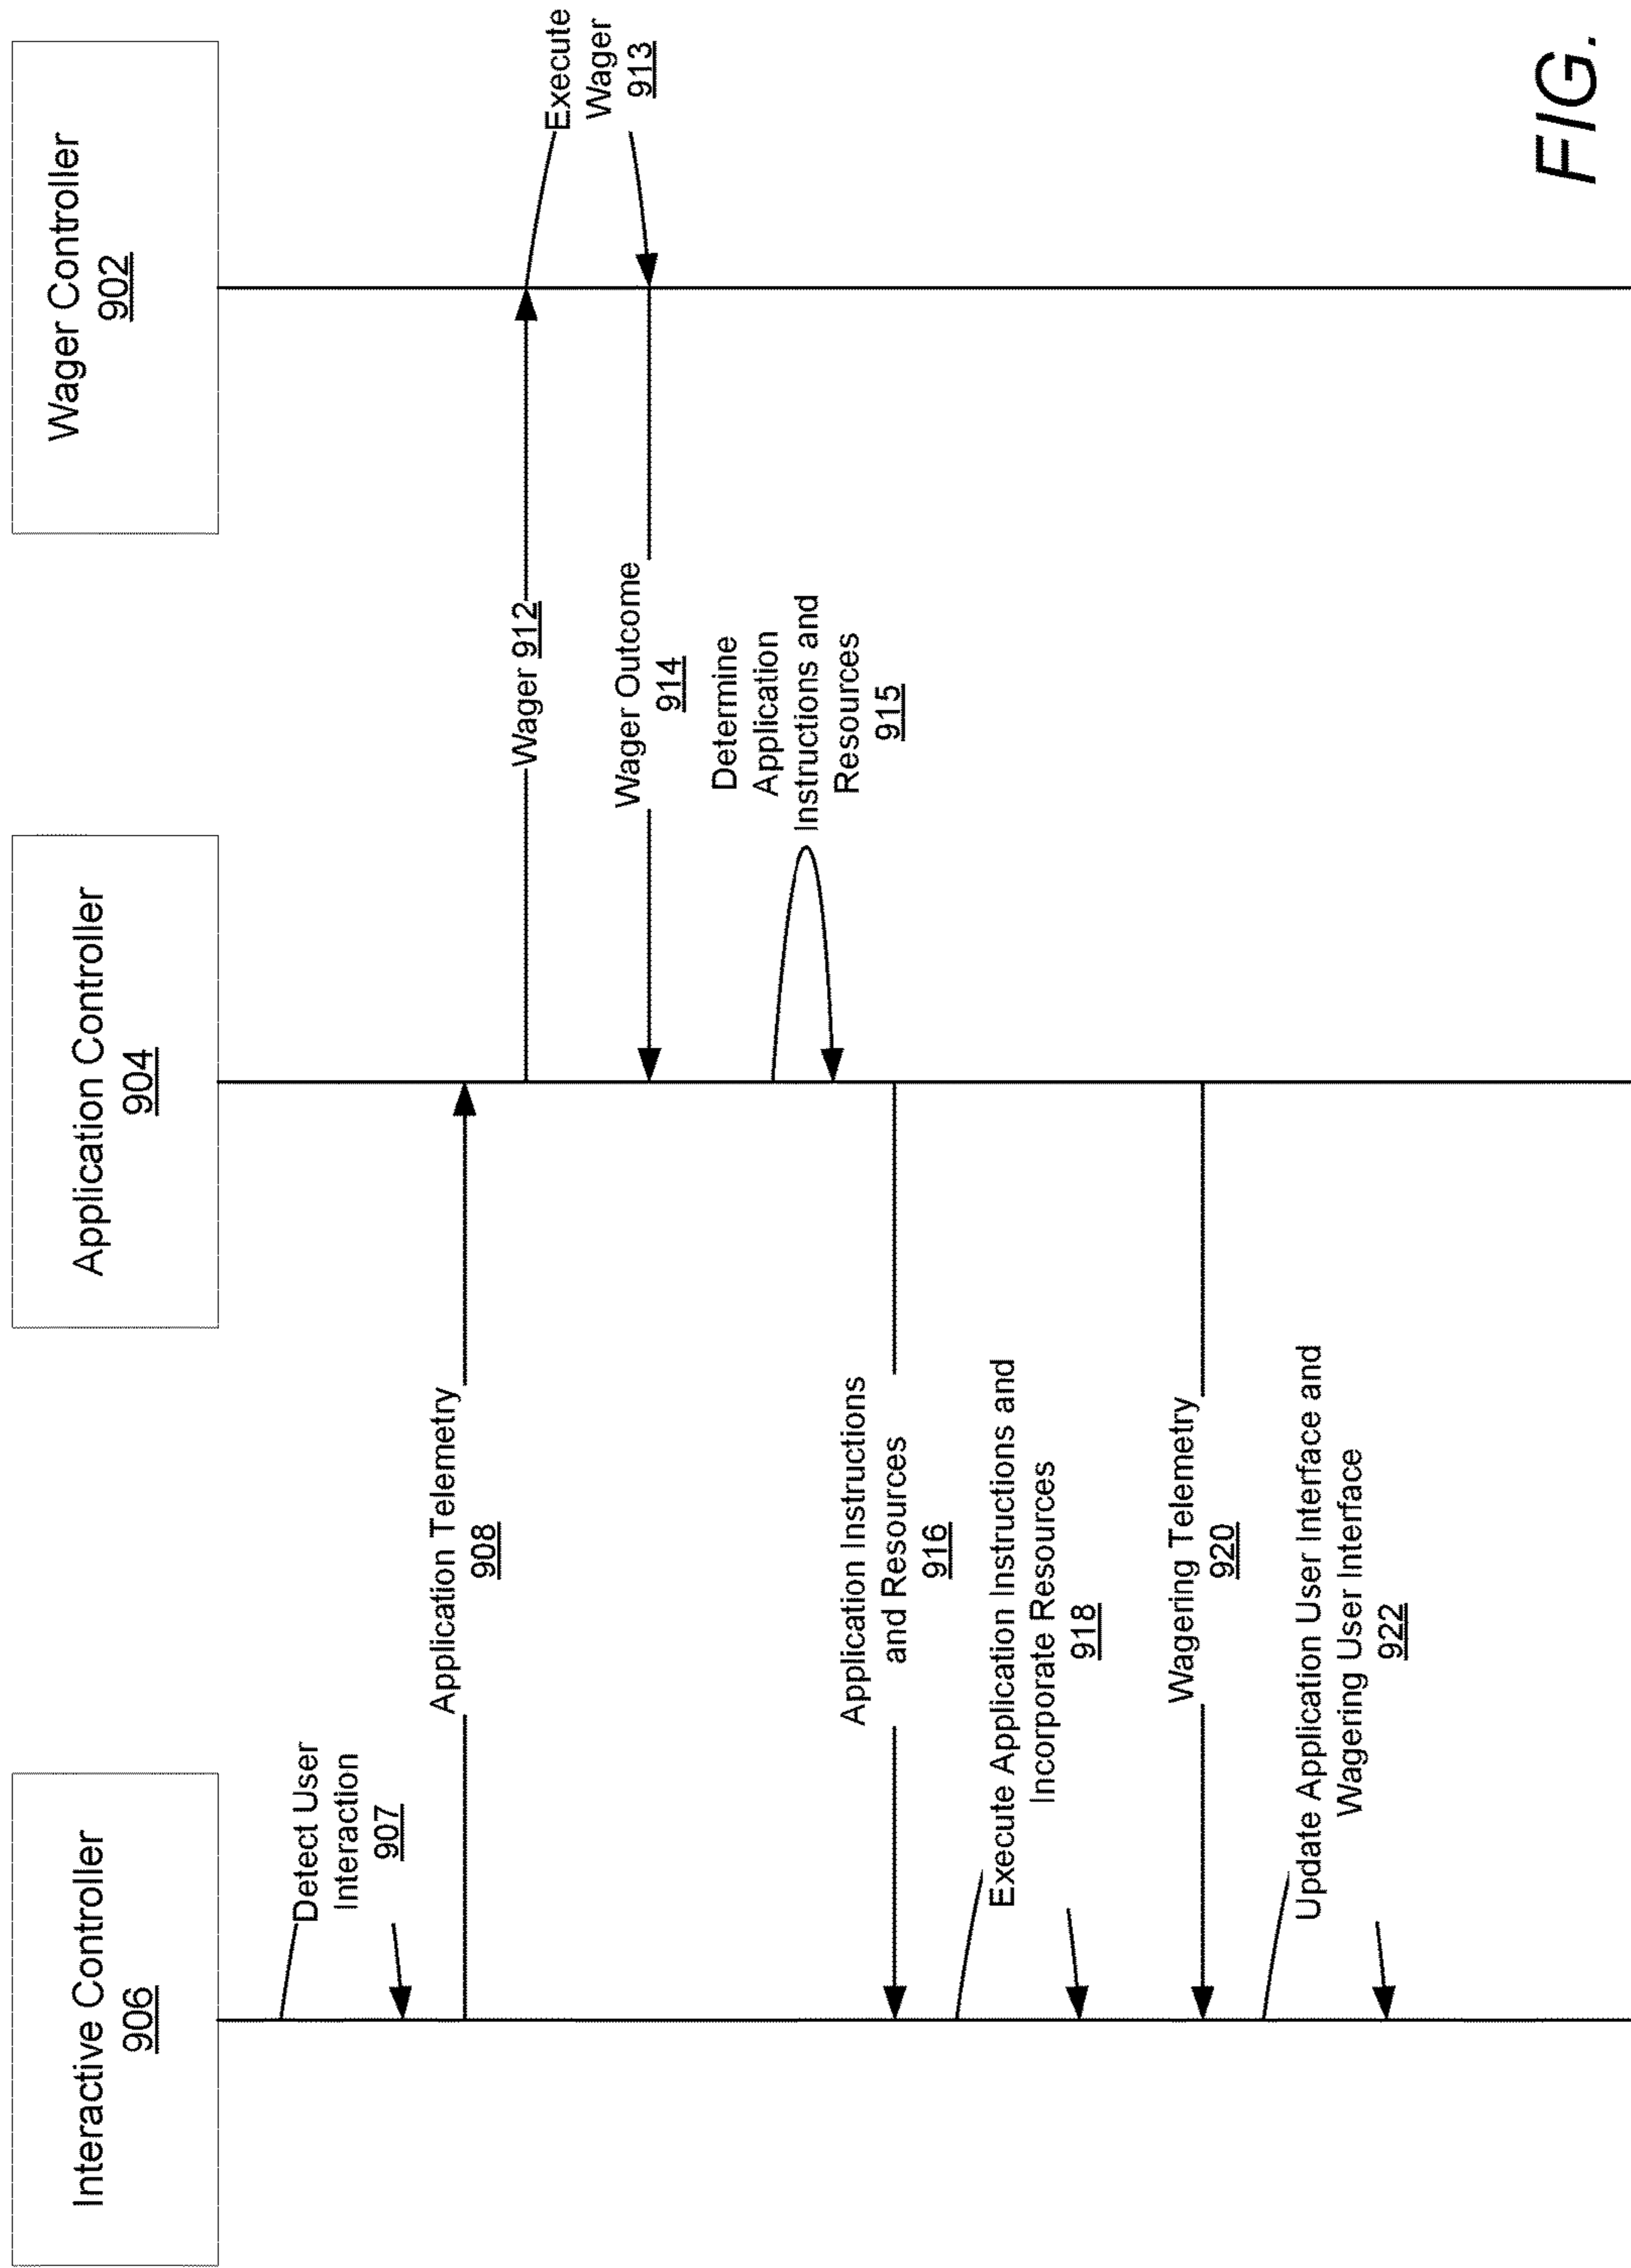 Interactive Controller
906
Application Controller
904
Wager Controller
902
Detect User
Interaction
907
Application Telemetry
908
Wager 912
Execute
Wager
913
Wager Outcome
914
Determine
Application
Instructions and
Resources
915
Application Instructions
and Resources
916
Execute Application Instructions and
Incorporate Resources
918
Wagering Telemetry
920
Update Application User Interface and
Wagering User Interface
922
FIG.